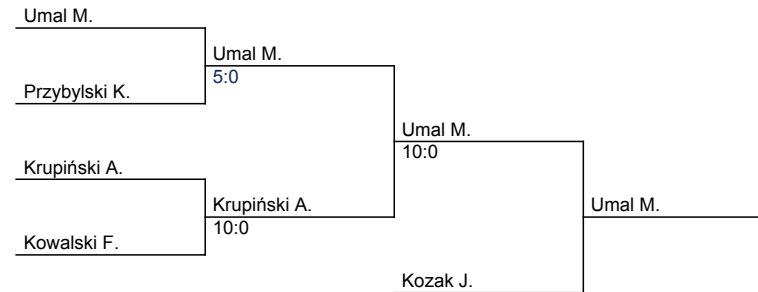 Umal M.
Umal M.
5:0
Przybylski K.
Umal M.
10:0
Krupiński A.
Krupiński A.
Umal M.
10:0
Kowalski F.
Kozak J.